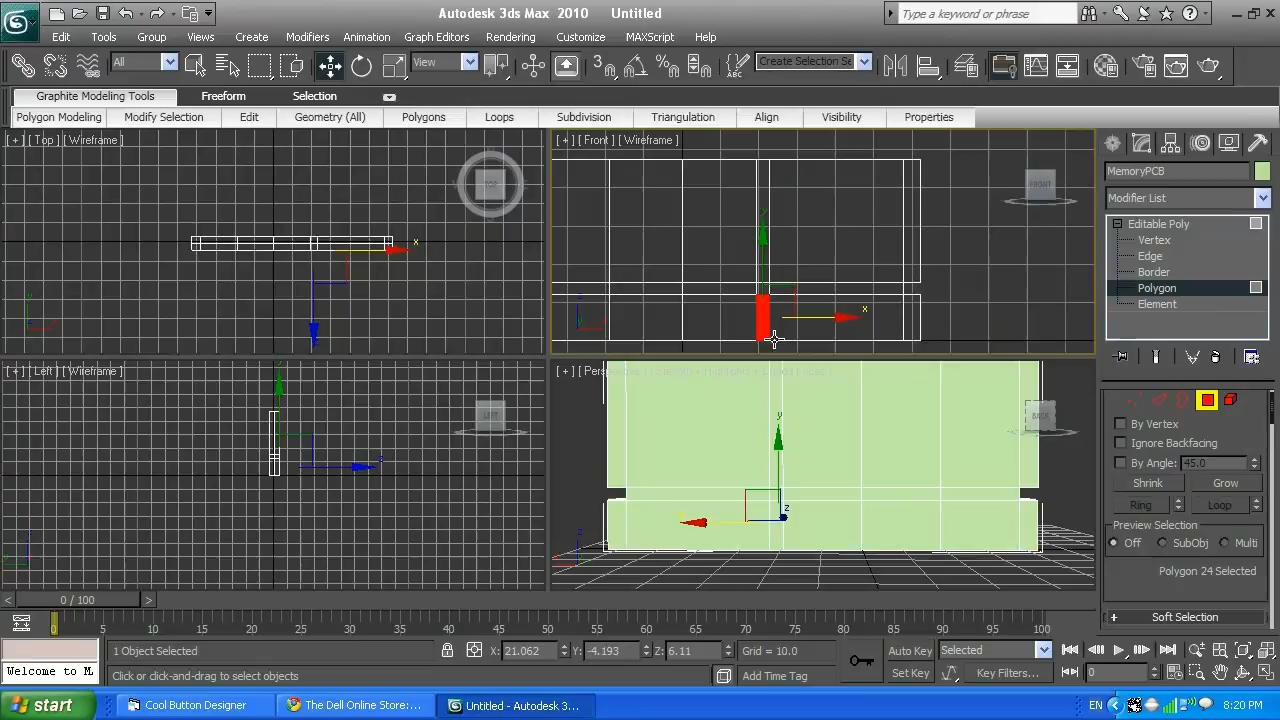 Autodesk 3ds Max 2010 Untitled
Type a keyword or phrase
Edit Tools Group Views Create Modifiers Animation Graph Editors Rendering Customize MAXScript Help
All View 3 Create Selection Se
Graphite Modeling Tools Freeform Selection
Polygon Modeling Modify Selection Edit Geometry (All) Polygons Loops Subdivision Triangulation Align Visibility Properties
[ + ] [ Top ] [ Wireframe ]
TOP
x
[ + ] [ Front ] [ Wireframe ]
FRONT
x
[ + ] [ Left ] [ Wireframe ]
LEFT
z
BACK
y
z
MemoryPCB
Modifier List
Editable Poly
Vertex
Edge
Border
Polygon
Element
By Vertex
Ignore Backfacing
By Angle: 45.0
Shrink Grow
Ring Loop
Preview Selection
Off SubObj Multi
Polygon 24 Selected
Soft Selection
< 0 / 100 >
0 5 10 15 20 25 30 35 40 45 50 55 60 65 70 75 80 85 90 95 100
1 Object Selected X: 21.062 Y: -4.193 Z: 6.11 Grid = 10.0 Auto Key Selected
Welcome to M. Click or click-and-drag to select objects Add Time Tag Set Key Key Filters... 0
start Cool Button Designer The Dell Online Store:... Untitled - Autodesk 3... EN 8:20 PM